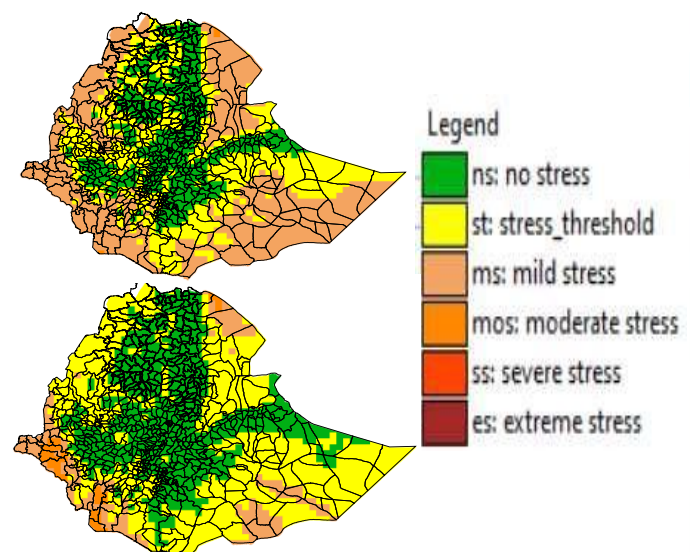 Legend
ns: no stress
st: stress_threshold
ms: mild stress
mos: moderate stress
ss: severe stress
es: extreme stress